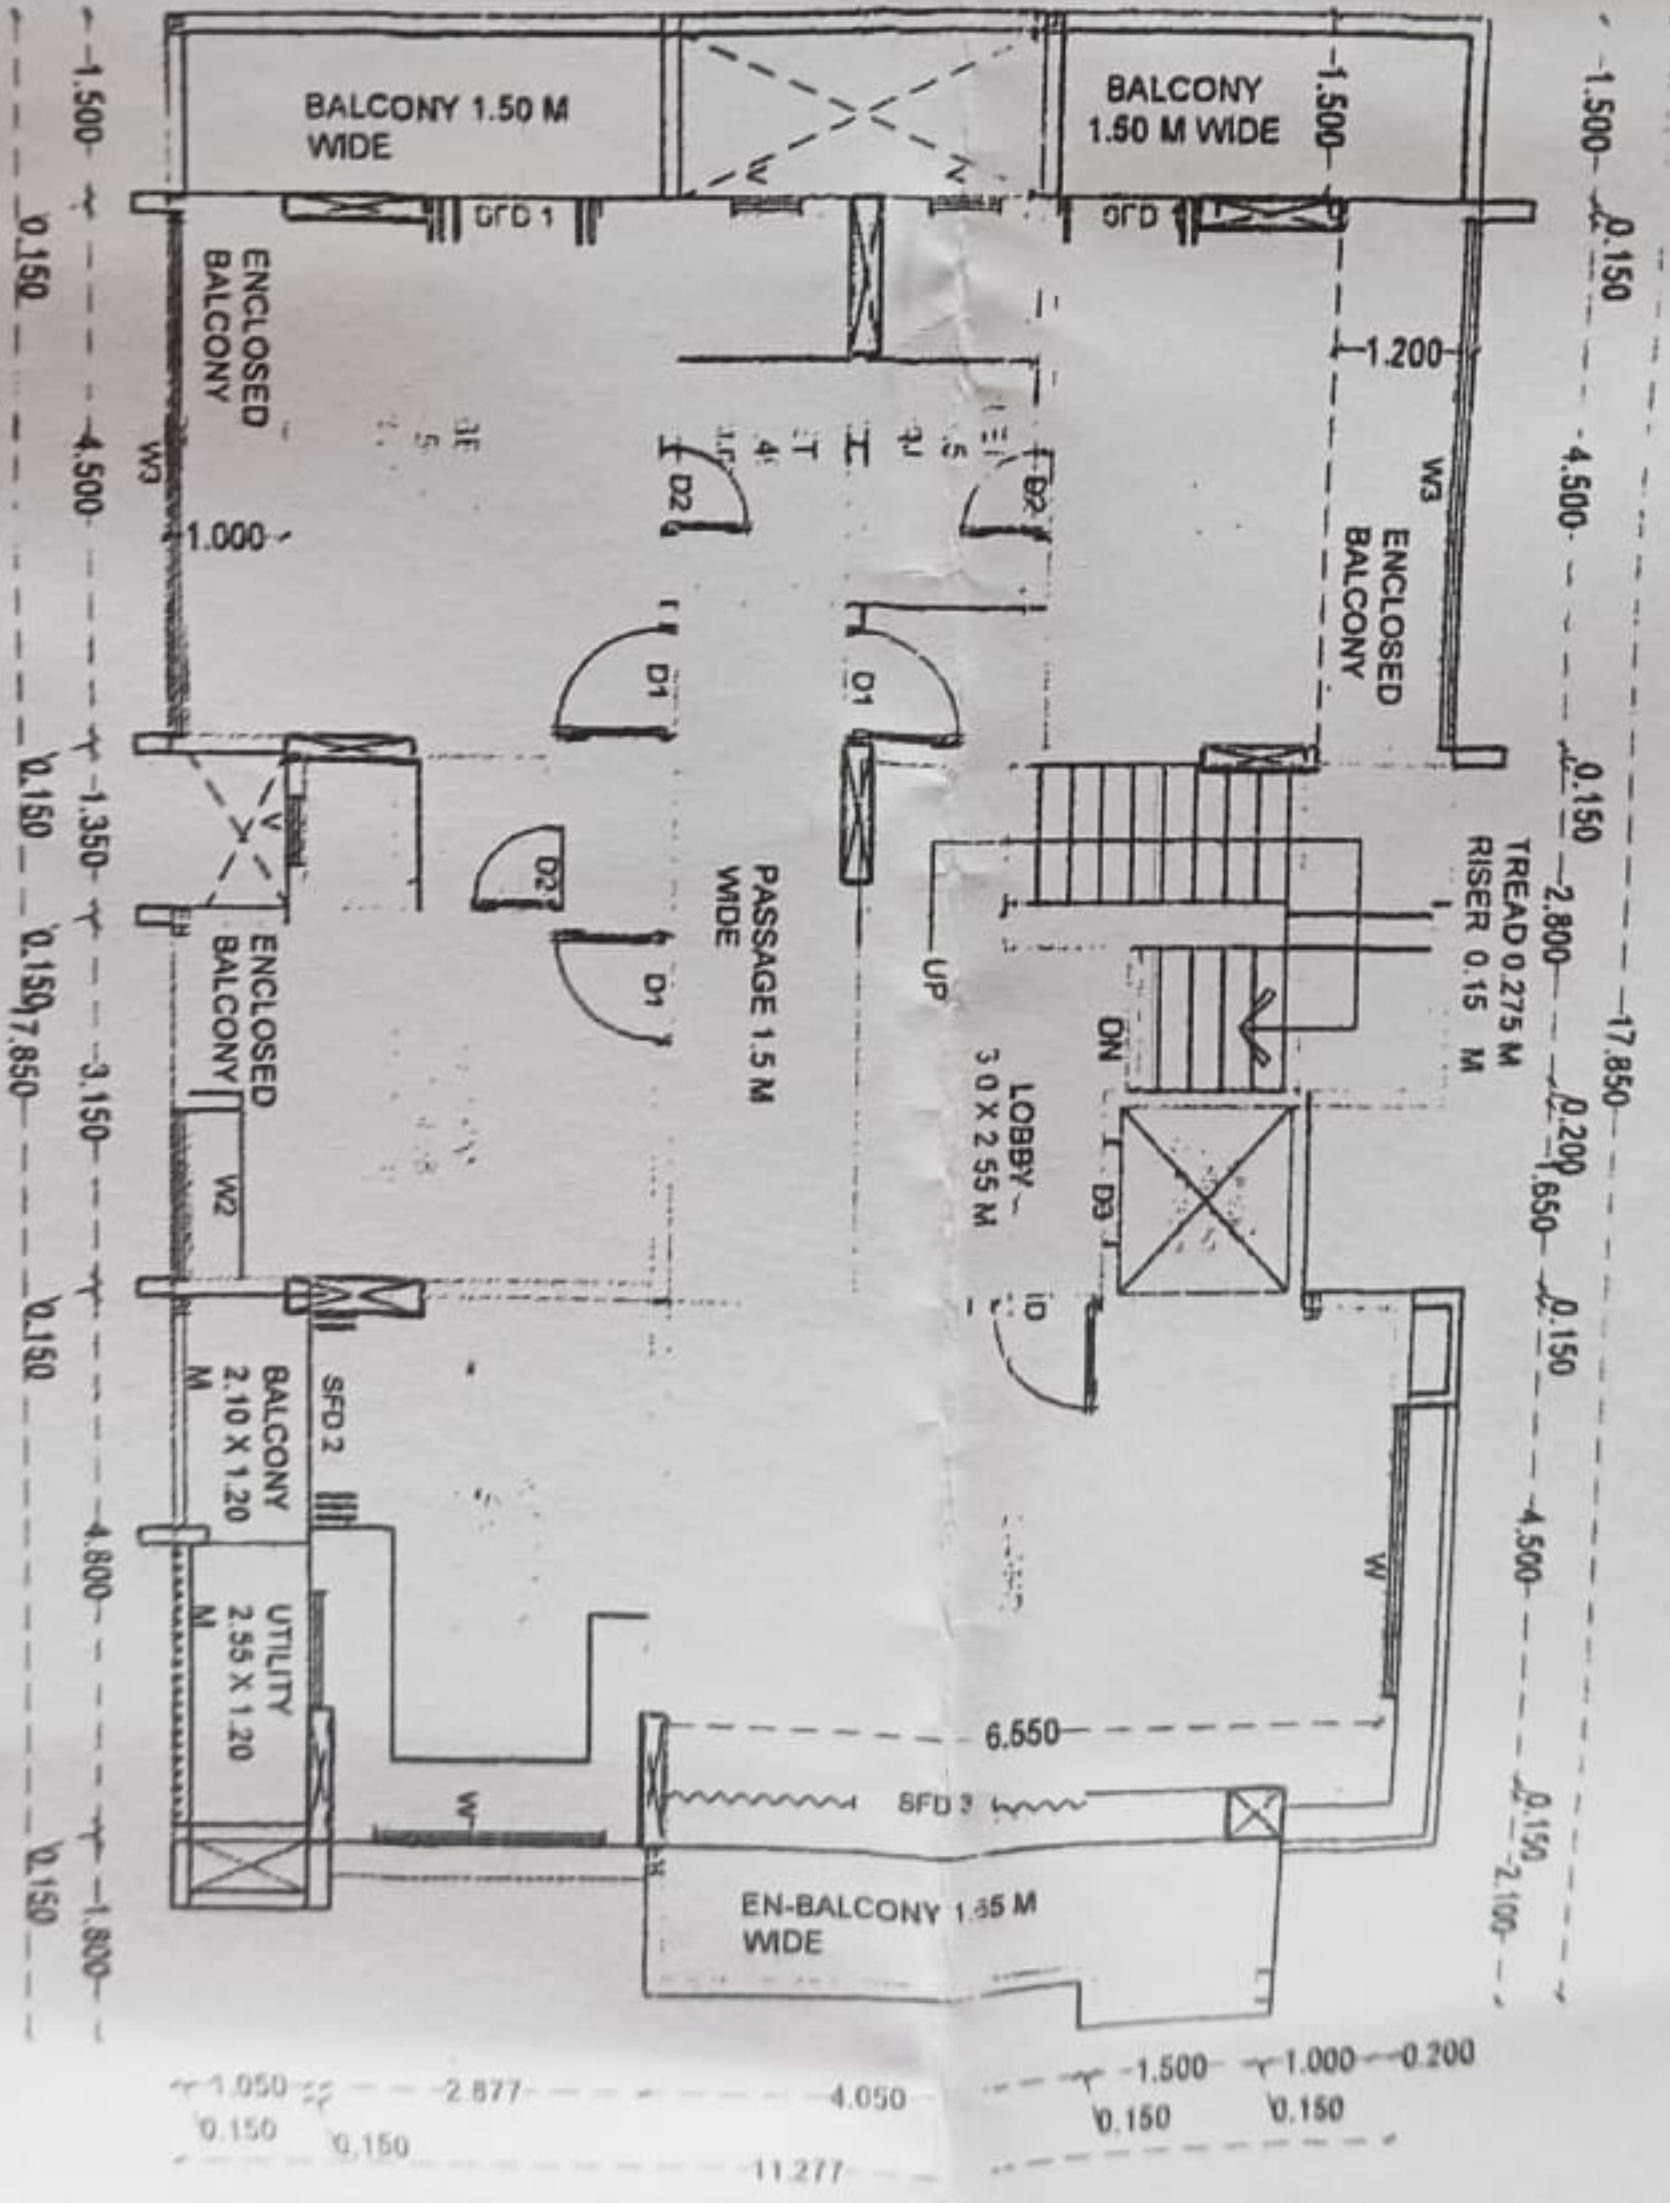 -1.500-
BALCONY 1.50 M
WIDE
BALCONY
1.50 M WIDE
-1.500-
-1.500-
V
V
0.150
0.150
ENCLOSED
BALCONY
-1.200-
-4.500-
-4.500-
W3
W3
D2
D2
1.000
ENCLOSED
BALCONY
D1
D1
0.150
0.150
-1.350-
V
D2
PASSAGE 1.5 M
WIDE
TREAD 0.275 M
RISER 0.15 M
-2.800-
0.150
ENCLOSED
BALCONY
D1
UP
DN
-17.850-
17.850-
-3.150-
LOBBY
3 0 X 2 55 M
0.200
W2
D3
1.650-
0.150
0.150
BALCONY
2.10 X 1.20
M
SFD 2
-4.800-
-4.500-
W
UTILITY
2.55 X 1.20
M
6.550
W
SFD 3
0.150
0.150
-1.800-
-2.100-
EN-BALCONY 1.65 M
WIDE
-1.050-
-2.877-
-4.050
-1.500-
-1.000-
-0.200
0.150
0.150
0.150
0.150
-11.277-